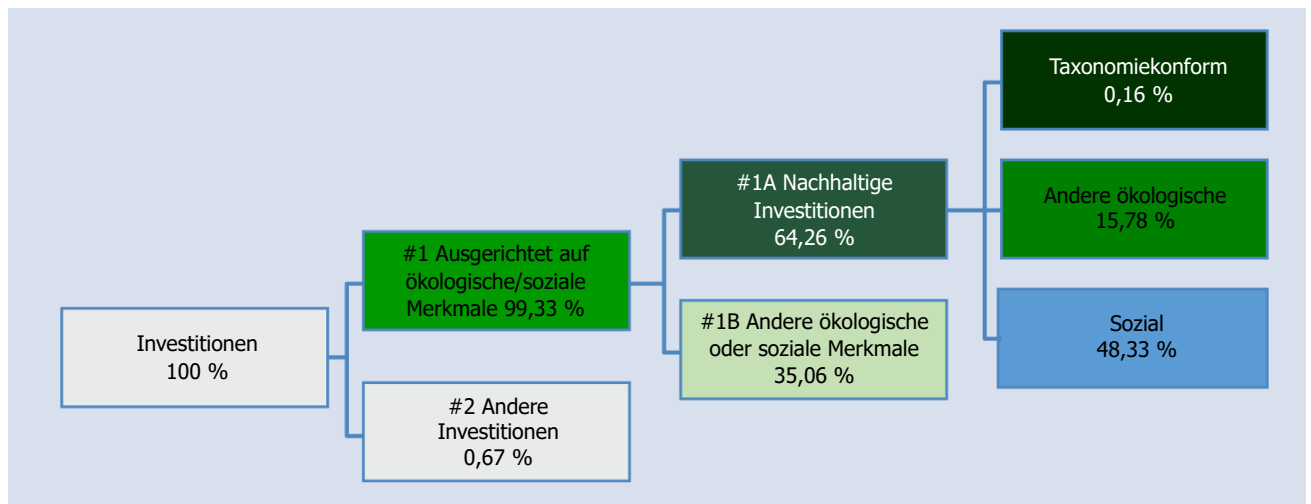 Investitionen
100 %
#1 Ausgerichtet auf
ökologische/soziale
Merkmale 99,33 %
#2 Andere
Investitionen
0,67 %
#1A Nachhaltige
Investitionen
64,26 %
#1B Andere ökologische
oder soziale Merkmale
35,06 %
Taxonomiekonform
0,16 %
Andere ökologische
15,78 %
Sozial
48,33 %